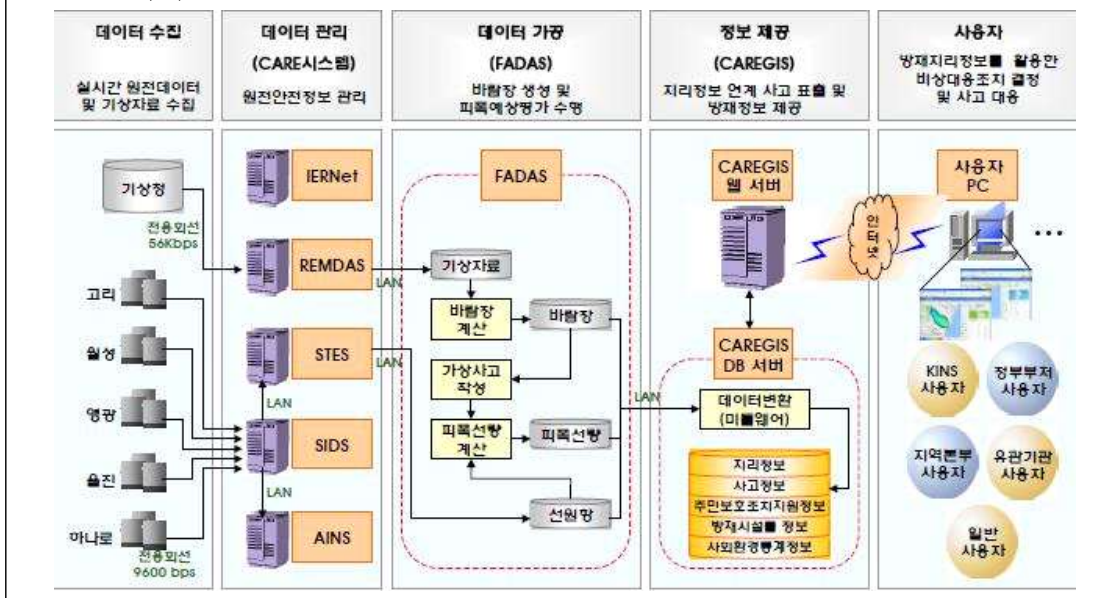 데이터 수집
실시간 원전데이터
및 기상자료 수집
데이터 관리
(CARE시스템)
원전안전정보 관리
데이터 가공
(FADAS)
바람장 생성 및
피폭예상평가 수행
정보 제공
(CAREGIS)
지리정보 연계 사고 표출 및
방재정보 제공
사용자
방재지리정보를 활용한
비상대응조치 결정
및 사고 대응
기상청
전용회선
56Kbps
고리
월성
영광
울진
하나로
전용회선
9600 bps
IERNet
REMDAS
LAN
STES
LAN
LAN
SIDS
LAN
AINS
FADAS
기상자료
바람장
계산
바람장
가상사고
작성
피폭선량
계산
피폭선량
선원항
LAN
CAREGIS
웹 서버
CAREGIS
DB 서버
데이터변환
(미들웨어)
지리정보
사고정보
주민보호조치지원정보
방재시설물 정보
사회환경통계정보
인터넷
사용자
PC
...
KINS
사용자
정부부처
사용자
지역본부
사용자
유관기관
사용자
일반
사용자